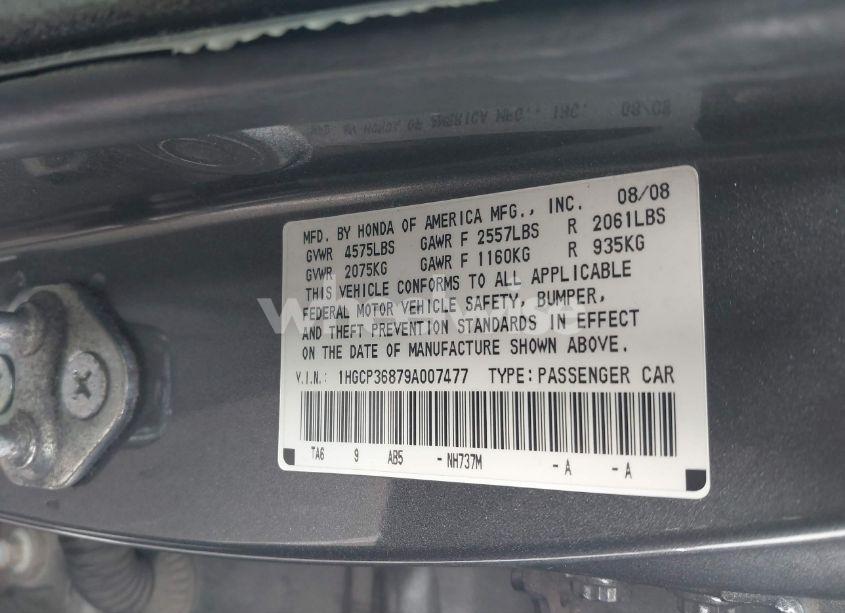 MFD. BY HONDA OF AMERICA MFG., INC. 08/08
GVWR 4575LBS GAWR F 2557LBS R 2061LBS
GVWR 2075KG GAWR F 1160KG R 935KG
THIS VEHICLE CONFORMS TO ALL APPLICABLE
FEDERAL MOTOR VEHICLE SAFETY, BUMPER,
AND THEFT PREVENTION STANDARDS IN EFFECT
ON THE DATE OF MANUFACTURE SHOWN ABOVE.
V.I.N.: 1HGCP36879A007477 TYPE: PASSENGER CAR
TA6 9 AB5 -NH737M -A -A
wheelwise